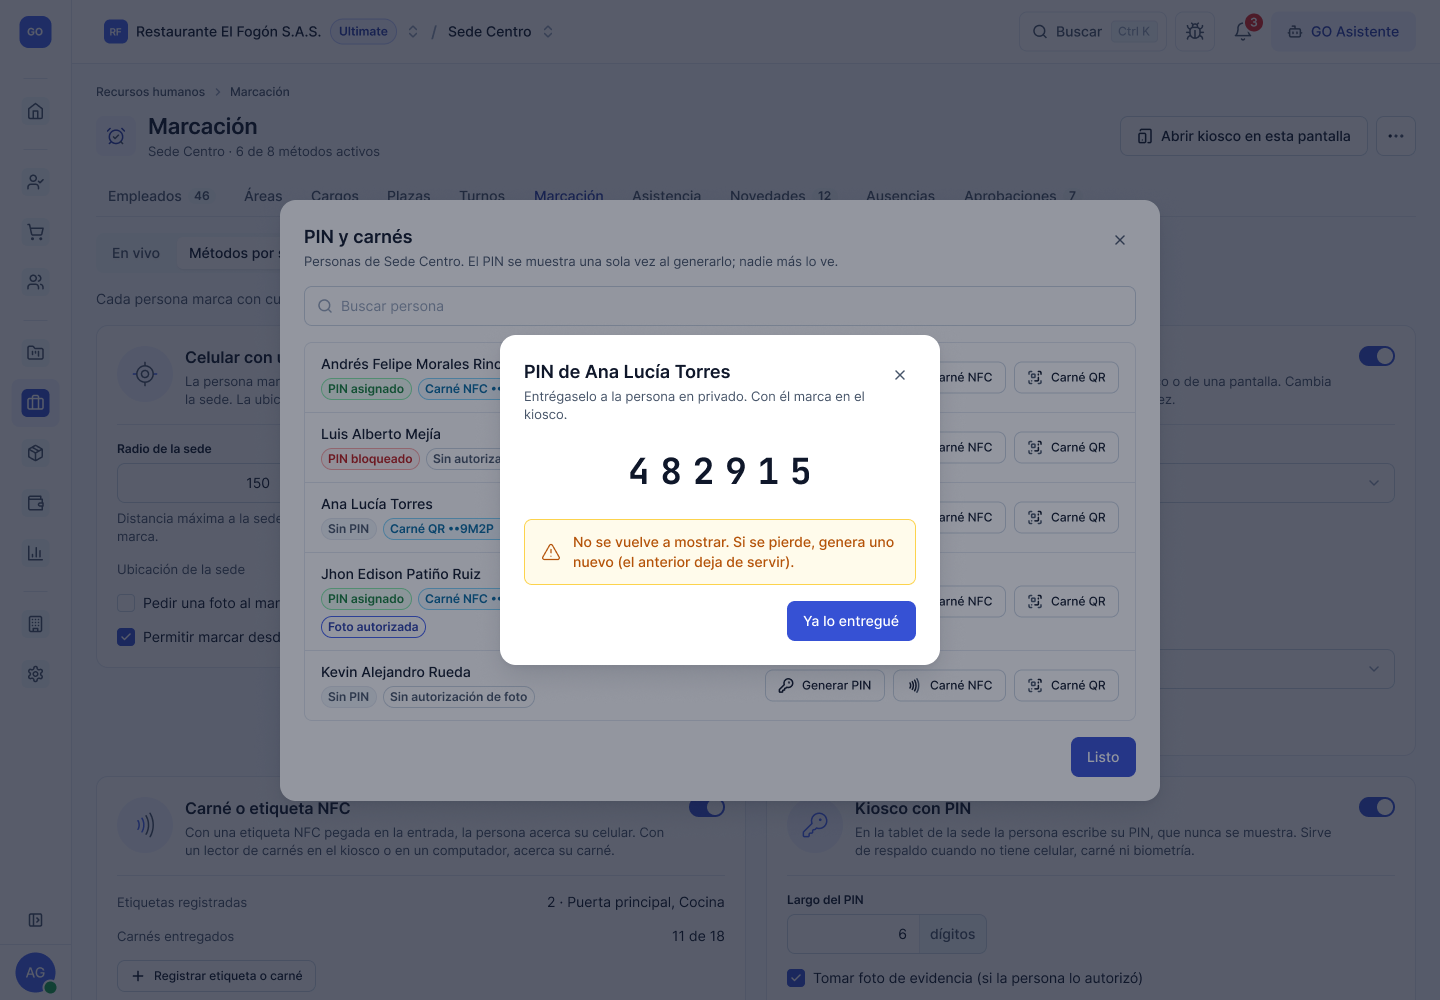 GO
RF
Restaurante El Fogón S.A.S.
Ultimate
/
Sede Centro
Buscar
Ctrl K
3
GO Asistente
Recursos humanos
Marcación
Marcación
Sede Centro · 6 de 8 métodos activos
Abrir kiosco en esta pantalla
Empleados 46
Áreas
Cargos
Plazas
Turnos
Marcación
Asistencia
Novedades 12
Ausencias
Aprobaciones 7
En vivo
Métodos por
Cada persona marca con
Celular con
La persona
la sede. La
Radio de la sede
150
Distancia máxima a la sede
marca.
Ubicación de la sede
Pedir una foto al
Permitir marcar
o o de una pantalla. Cambia
PIN y carnés
Personas de Sede Centro. El PIN se muestra una sola vez al generarlo; nadie más lo ve.
Buscar persona
Andrés Felipe Morales
PIN asignado
Carné NFC
Carné QR
Luis Alberto Mejía
PIN bloqueado
Sin
NFC
Carné QR
Ana Lucía Torres
Sin PIN
Carné QR ••9M2P
NFC
Carné QR
Jhon Edison Patiño Ruiz
PIN asignado
Carné NFC
Foto autorizada
NFC
Carné QR
Kevin Alejandro Rueda
Sin PIN
Sin autorización de foto
Generar PIN
Carné NFC
Carné QR
Listo
PIN de Ana Lucía Torres
Entrégaselo a la persona en privado. Con él marca en el
kiosco.
482915
No se vuelve a mostrar. Si se pierde, genera uno
nuevo (el anterior deja de servir).
Ya lo entregué
Carné o etiqueta NFC
Con una etiqueta NFC pegada en la entrada, la persona acerca su celular. Con
un lector de carnés en el kiosco o en un computador, acerca su carné.
Etiquetas registradas
2 · Puerta principal, Cocina
Carnés entregados
11 de 18
Registrar etiqueta o carné
Kiosco con PIN
En la tablet de la sede la persona escribe su PIN, que nunca se muestra. Sirve
de respaldo cuando no tiene celular, carné ni biometría.
Largo del PIN
6
dígitos
Tomar foto de evidencia (si la persona lo autorizó)
AG